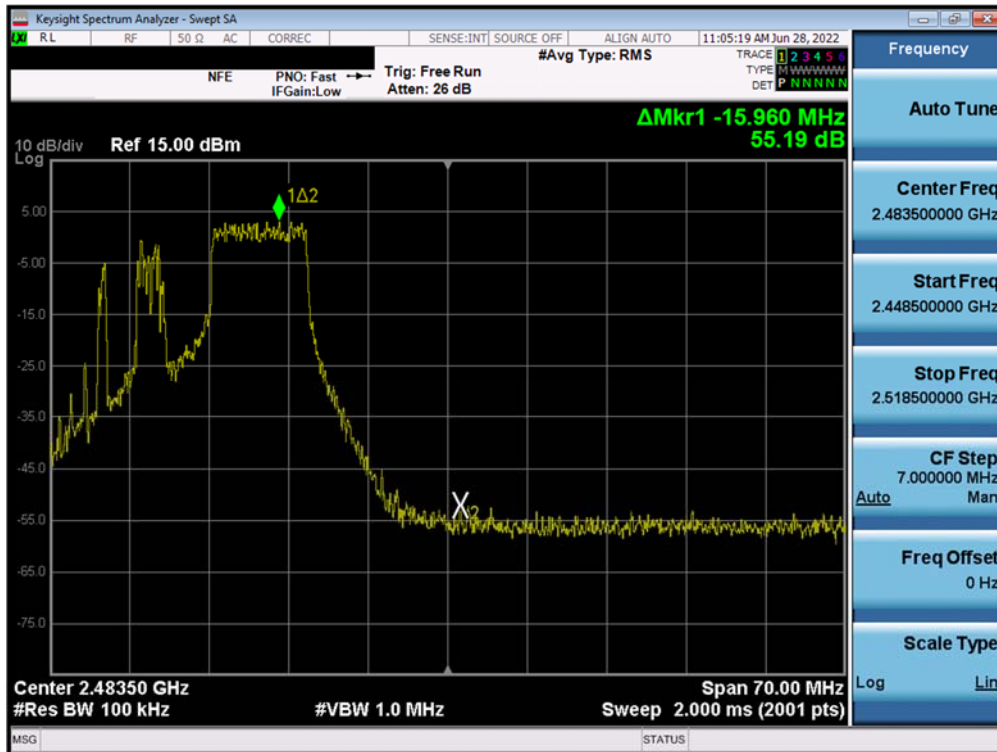 Keysight Spectrum Analyzer - Swept SA
LXI RL RF 50 Ω AC CORREC SENSE:INT SOURCE OFF ALIGN AUTO 11:05:19 AM Jun 28, 2022
Frequency
#Avg Type: RMS
TRACE 1 2 3 4 5 6
TYPE M WWWWW
DET P N N N N N
NFE PNO: Fast Trig: Free Run
IFGain:Low Atten: 26 dB
ΔMkr1 -15.960 MHz
55.19 dB
10 dB/div Ref 15.00 dBm
Log
1Δ2
5.00
-5.00
-15.0
-25.0
-35.0
-45.0
-55.0
-65.0
-75.0
X2
Center 2.48350 GHz Span 70.00 MHz
#Res BW 100 kHz #VBW 1.0 MHz Sweep 2.000 ms (2001 pts)
MSG STATUS
Auto Tune
Center Freq
2.483500000 GHz
Start Freq
2.448500000 GHz
Stop Freq
2.518500000 GHz
CF Step
7.000000 MHz
Auto Man
Freq Offset
0 Hz
Scale Type
Log Lin